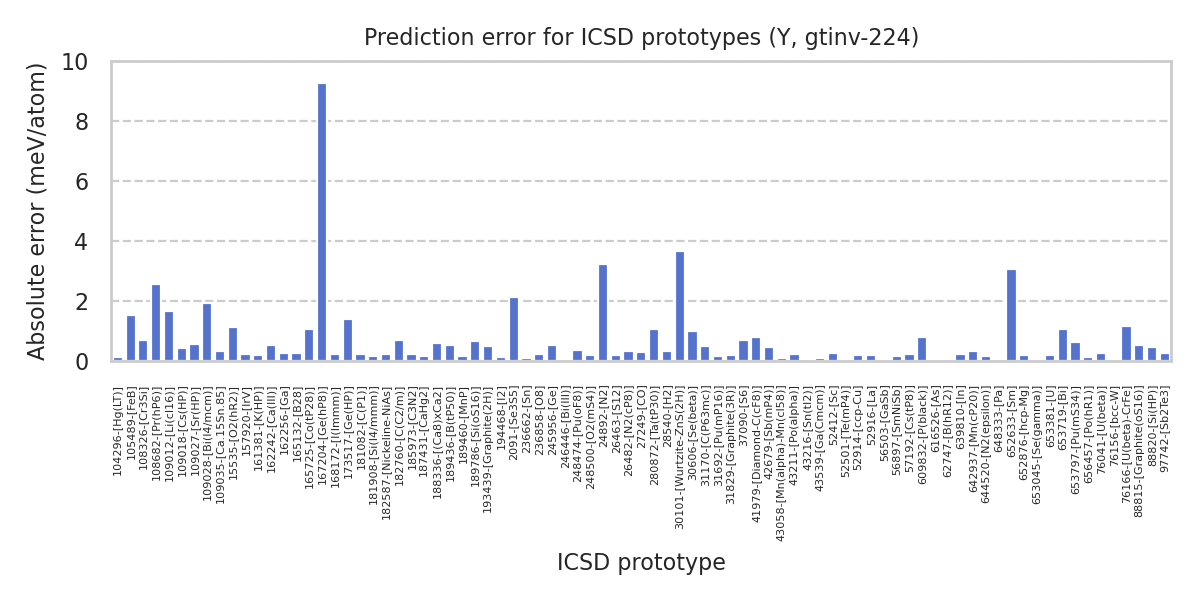 Prediction error for ICSD prototypes (Y, gtinv-224)
Absolute error (meV/atom)
10
8
6
4
2
0
104296-[Hg(LT)]
105489-[FeB]
108326-[Cr3Si]
108682-[Pr(hP6)]
109012-[Li(cI16)]
109018-[Cs(HP)]
109027-[Sr(HP)]
109028-[Bi(I4/mcm)]
109035-[Ca.15Sn.85]
15535-[O2(hR2)]
157920-[IrV]
161381-[K(HP)]
162242-[Ca(III)]
162256-[Ga]
165132-[B28]
165725-[Co(tP28)]
167204-[Ge(hP8)]
168172-[I(Immm)]
173517-[Ge(HP)]
181082-[C(P1)]
181908-[Si(I4/mmm)]
182587-[Nickeline-NiAs]
182760-[C(C2/m)]
185973-[C3N2]
187431-[CaHg2]
188336-[(Ca8)xCa2]
189436-[B(tP50)]
189460-[MnP]
189786-[Si(oS16)]
193439-[Graphite(2H)]
194468-[I2]
2091-[Se3S5]
236662-[Sn]
236858-[O8]
245956-[Ge]
246446-[Bi(III)]
248474-[Pu(oF8)]
248500-[O2(mS4)]
24892-[N2]
26463-[S12]
26482-[N2(cP8)]
27249-[CO]
280872-[Ta(tP30)]
28540-[H2]
30101-[Wurtzite-ZnS(2H)]
30606-[Se(beta)]
31170-[C(P63mc)]
31692-[Pu(mP16)]
31829-[Graphite(3R)]
37090-[S6]
41979-[Diamond-C(cF8)]
42679-[Sb(mP4)]
43058-[Mn(alpha)-Mn(cI58)]
43211-[Po(alpha)]
43216-[Sn(tI2)]
43539-[Ga(Cmcm)]
52412-[Sc]
52501-[Te(mP4)]
52914-[ccp-Cu]
52916-[La]
56503-[GaSb]
56897-[SmNiSb]
57192-[Cs(tP8)]
609832-[P(black)]
616526-[As]
62747-[B(hR12)]
639810-[In]
642937-[Mn(cP20)]
644520-[N2(epsilon)]
648333-[Pa]
652633-[Sm]
652876-[hcp-Mg]
653045-[Se(gamma)]
653381-[U]
653719-[Bi]
653797-[Pu(mS34)]
656457-[Po(hR1)]
76041-[U(beta)]
76156-[bcc-W]
76166-[U(beta)-CrFe]
88815-[Graphite(oS16)]
88820-[Si(HP)]
97742-[Sb2Te3]
ICSD prototype